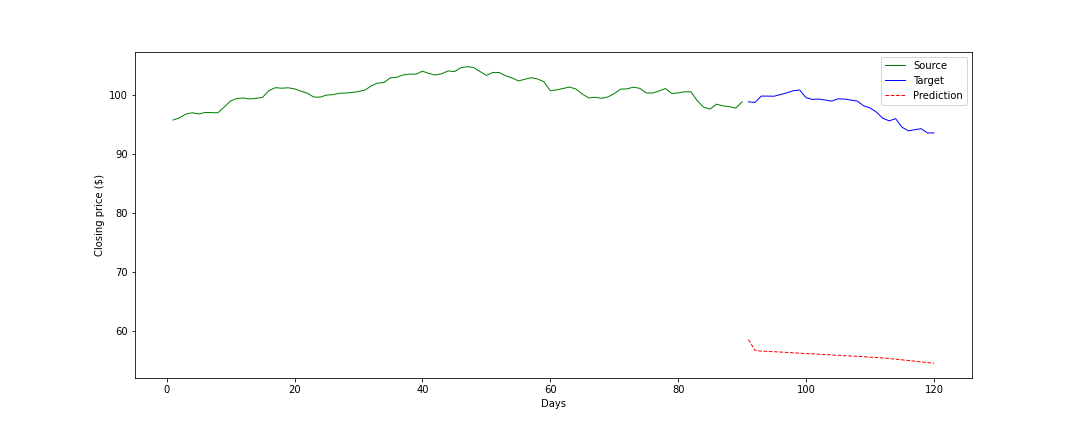 Source
Target
Prediction
100
90
80
70
60
Closing price ($)
0 20 40 60 80 100 120
Days